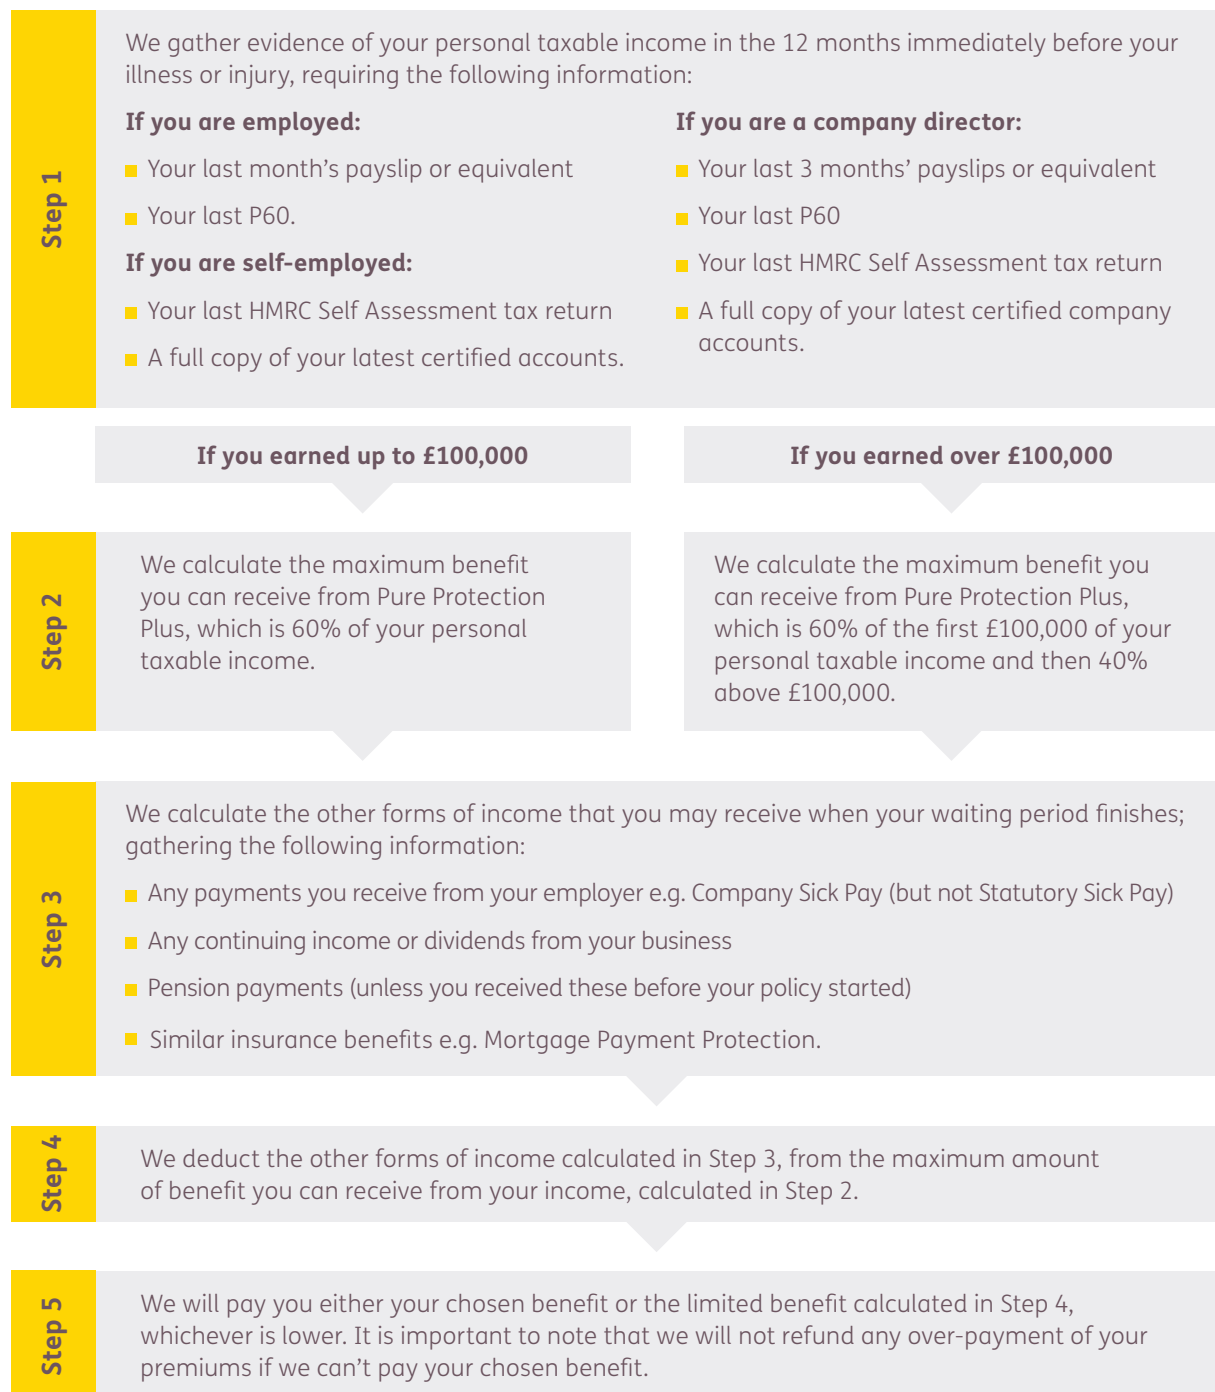 Step 1
We gather evidence of your personal taxable income in the 12 months immediately before your
illness or injury, requiring the following information:
If you are employed:
Your last month's payslip or equivalent
Your last P60.
If you are self-employed:
Your last HMRC Self Assessment tax return
A full copy of your latest certified accounts.
If you are a company director:
Your last 3 months' payslips or equivalent
Your last P60
Your last HMRC Self Assessment tax return
A full copy of your latest certified company
accounts.
If you earned up to £100,000
If you earned over £100,000
Step 2
We calculate the maximum benefit
you can receive from Pure Protection
Plus, which is 60% of your personal
taxable income.
We calculate the maximum benefit you
can receive from Pure Protection Plus,
which is 60% of the first £100,000 of your
personal taxable income and then 40%
above £100,000.
Step 3
We calculate the other forms of income that you may receive when your waiting period finishes;
gathering the following information:
Any payments you receive from your employer e.g. Company Sick Pay (but not Statutory Sick Pay)
Any continuing income or dividends from your business
Pension payments (unless you received these before your policy started)
Similar insurance benefits e.g. Mortgage Payment Protection.
Step 4
We deduct the other forms of income calculated in Step 3, from the maximum amount
of benefit you can receive from your income, calculated in Step 2.
Step 5
We will pay you either your chosen benefit or the limited benefit calculated in Step 4,
whichever is lower. It is important to note that we will not refund any over-payment of your
premiums if we can't pay your chosen benefit.